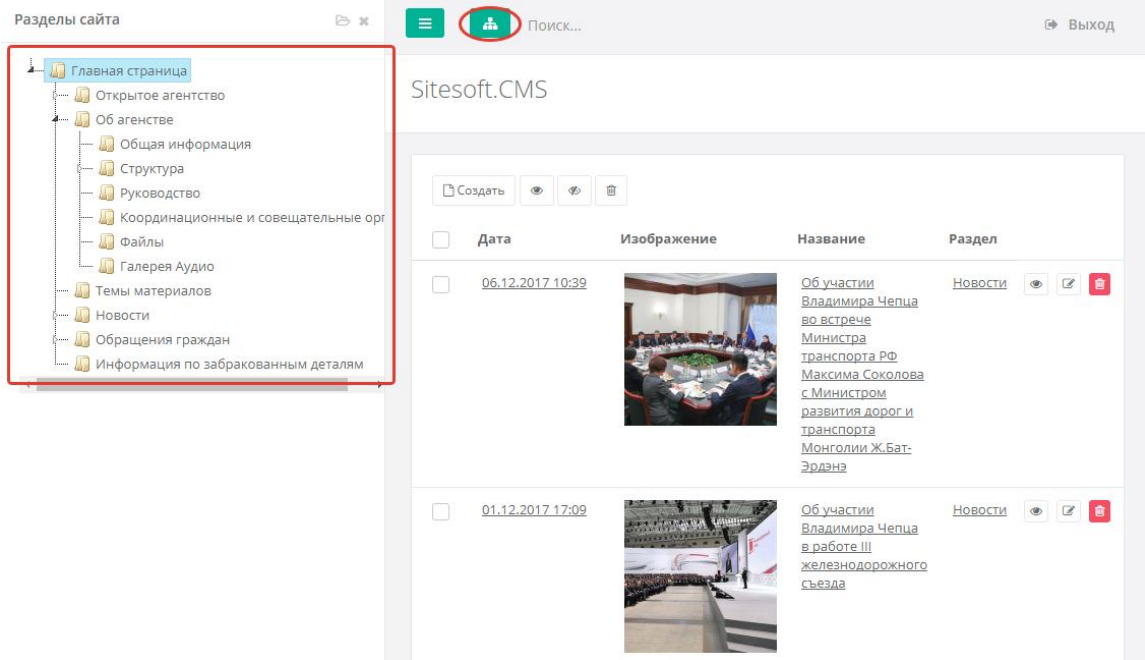 Разделы сайта
Поиск...
Выход
Главная страница
Открытое агентство
Об агенстве
Общая информация
Структура
Руководство
Координационные и совещательные орг
Файлы
Галерея Аудио
Темы материалов
Новости
Обращения граждан
Информация по забракованным деталям
Sitesoft.CMS
Создать
Дата Изображение Название Раздел
06.12.2017 10:39
Об участии
Владимира Чепца
во встрече
Министра
транспорта РФ
Максима Соколова
с Министром
развития дорог и
транспорта
Монголии Ж.Бат-
Эрдэнэ
Новости
01.12.2017 17:09
Об участии
Владимира Чепца
в работе III
железнодорожного
съезда
Новости